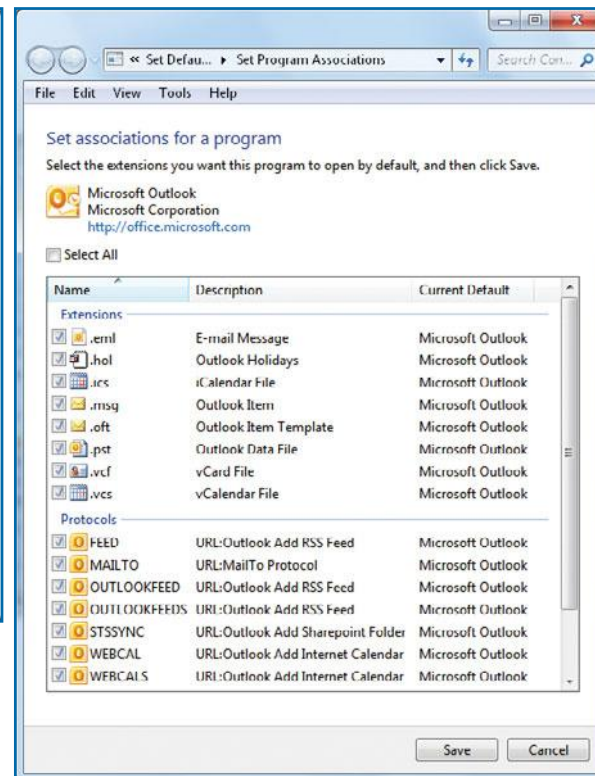 « Set Defau... ▸ Set Program Associations
Search Con...
File Edit View Tools Help
Set associations for a program
Select the extensions you want this program to open by default, and then click Save.
Microsoft Outlook
Microsoft Corporation
http://office.microsoft.com
Select All
Name Description Current Default
Extensions
.eml E-mail Message Microsoft Outlook
.hol Outlook Holidays Microsoft Outlook
.ics iCalendar File Microsoft Outlook
.msg Outlook Item Microsoft Outlook
.oft Outlook Item Template Microsoft Outlook
.pst Outlook Data File Microsoft Outlook
.vcf vCard File Microsoft Outlook
.vcs vCalendar File Microsoft Outlook
Protocols
FEED URL:Outlook Add RSS Feed Microsoft Outlook
MAILTO URL:MailTo Protocol Microsoft Outlook
OUTLOOKFEED URL:Outlook Add RSS Feed Microsoft Outlook
OUTLOOKFEEDS URL:Outlook Add RSS Feed Microsoft Outlook
STSSYNC URL:Outlook Add Sharepoint Folder Microsoft Outlook
WEBCAL URL:Outlook Add Internet Calendar Microsoft Outlook
WEBCALS URL:Outlook Add Internet Calendar Microsoft Outlook
Save Cancel